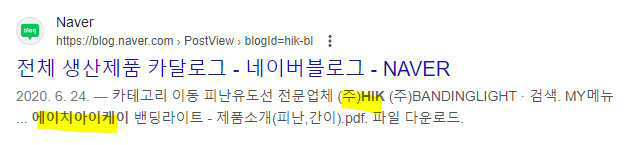 blog
Naver
https://blog.naver.com › PostView › blogId=hik-bl
전체 생산제품 카달로그 - 네이버블로그 - NAVER
2020. 6. 24. — 카테고리 이동 피난유도선 전문업체 (주)HIK (주)BANDINGLIGHT · 검색. MY메뉴
... 에이치아이케이 밴딩라이트 - 제품소개(피난,간이).pdf. 파일 다운로드.